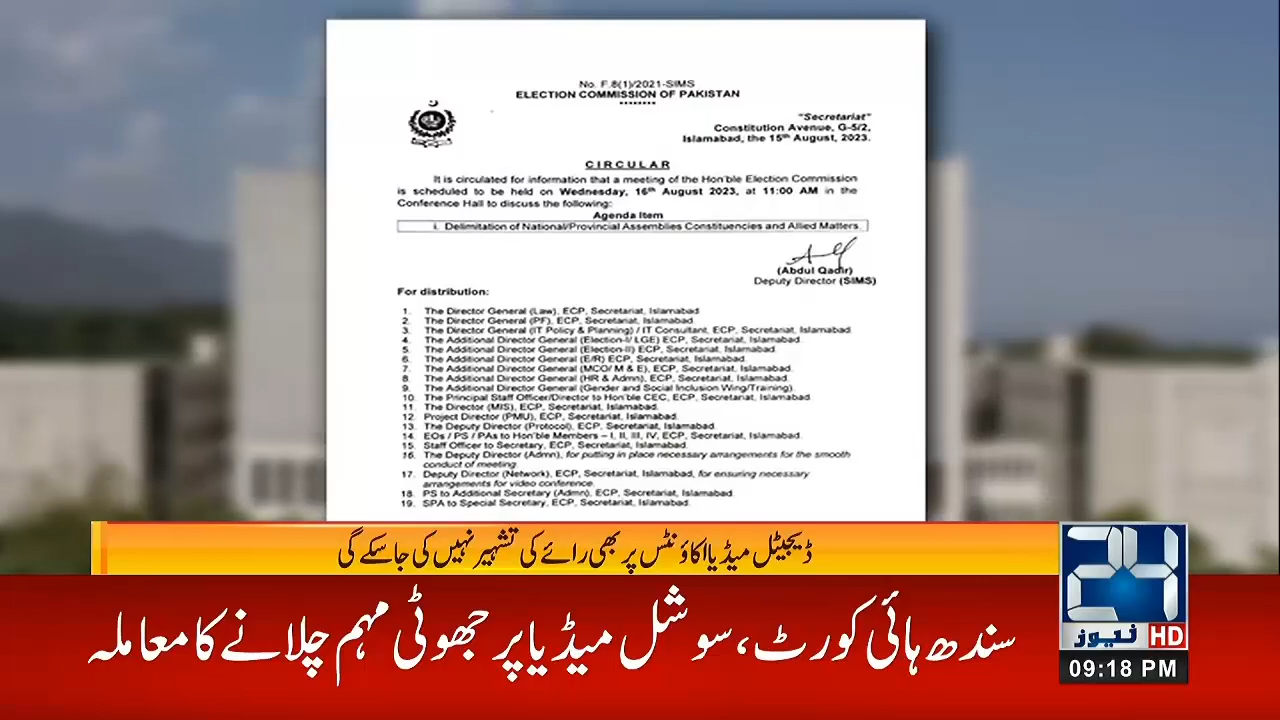 No. F.8(1)/2021-SIMS
ELECTION COMMISSION OF PAKISTAN
********
"Secretariat"
Constitution Avenue, G-5/2,
Islamabad, the 15th August, 2023.
CIRCULAR
It is circulated for information that a meeting of the Hon'ble Election Commission
is scheduled to be held on Wednesday, 16th August 2023, at 11:00 AM in the
Conference Hall to discuss the following:
Agenda Item
i. Delimitation of National/Provincial Assemblies Constituencies and Allied Matters.
(Abdul Qadir)
Deputy Director (SIMS)
For distribution:
1. The Director General (Law), ECP, Secretariat, Islamabad
2. The Director General (PF), ECP, Secretariat, Islamabad.
3. The Director General (IT Policy & Planning) / IT Consultant, ECP, Secretariat, Islamabad
4. The Additional Director General (Election-I/ LGE) ECP, Secretariat, Islamabad
5. The Additional Director General (Election-II) ECP, Secretariat, Islamabad.
6. The Additional Director General (E/R) ECP, Secretariat, Islamabad.
7. The Additional Director General (MCO/ M & E), ECP, Secretariat, Islamabad.
8. The Additional Director General (HR & Admn), ECP, Secretariat, Islamabad.
9. The Additional Director General (Gender and Social Inclusion Wing/Training).
10. The Principal Staff Officer/Director to Hon'ble CEC, ECP, Secretariat, Islamabad.
11. The Director (MIS), ECP, Secretariat, Islamabad.
12. Project Director (PMU), ECP, Secretariat, Islamabad.
13. The Deputy Director (Protocol), ECP, Secretariat, Islamabad.
14. EOs / PS / PAs to Hon'ble Members – I, II, III, IV, ECP, Secretariat, Islamabad.
15. Staff Officer to Secretary, ECP, Secretariat, Islamabad.
16. The Deputy Director (Admn), for putting in place necessary arrangements for the smooth
conduct of meeting
17. Deputy Director (Network), ECP, Secretariat, Islamabad, for ensuring necessary
arrangements for video conference.
18. PS to Additional Secretary (Admn), ECP, Secretariat, Islamabad.
19. SPA to Special Secretary, ECP, Secretariat, Islamabad.
ڈیجیٹل میڈیا اکاؤنٹس پر بھی رائے کی تشہیر نہیں کی جا سکے گی
سندھ ہائی کورٹ، سوشل میڈیا پر جھوٹی مہم چلانے کا معاملہ
24
نیوز HD
09:18 PM